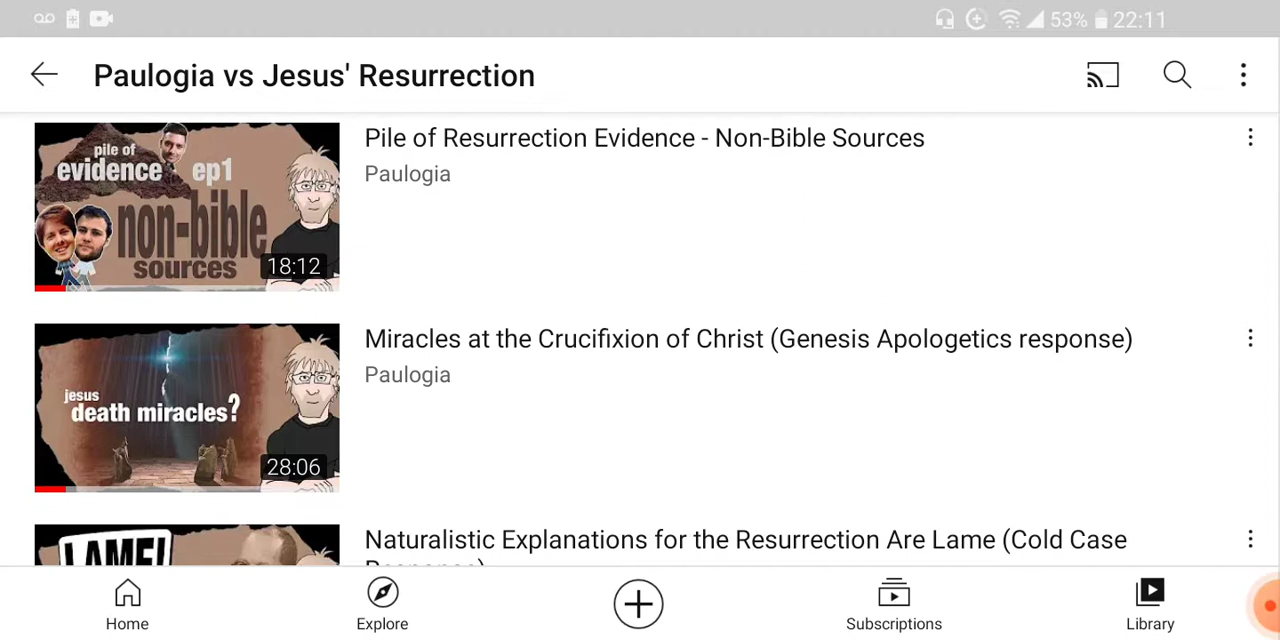 53% 22:11
Paulogia vs Jesus' Resurrection
pile of
evidence ep1
non-bible
sources
18:12
Pile of Resurrection Evidence - Non-Bible Sources
Paulogia
jesus
death miracles?
28:06
Miracles at the Crucifixion of Christ (Genesis Apologetics response)
Paulogia
LAME!
Naturalistic Explanations for the Resurrection Are Lame (Cold Case
Home
Explore
Subscriptions
Library